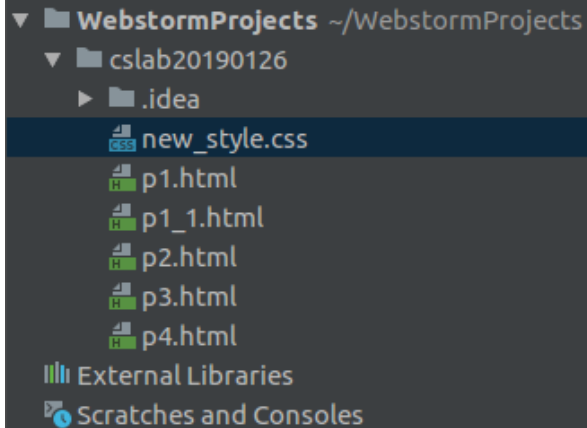 WebstormProjects ~/WebstormProjects
cslab20190126
.idea
CSS new_style.css
H p1.html
H p1_1.html
H p2.html
H p3.html
H p4.html
External Libraries
Scratches and Consoles